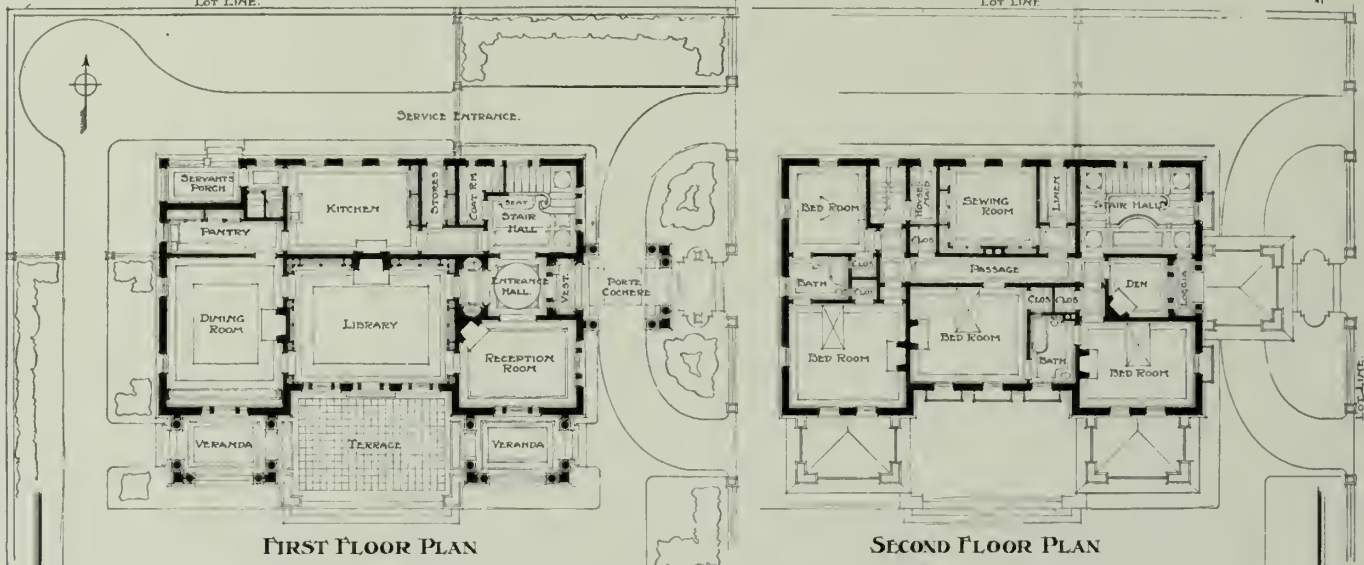 LOT LINE.
LOT LINE
SERVICE ENTRANCE.
SERVANTS
PORCH
PANTRY
KITCHEN
STORES
COAT RM
SEAT
STAIR
HALL
DINING
ROOM
LIBRARY
ENTRANCE
HALL.
VEST.
PORTE
COCHERE
RECEPTION
ROOM
VERANDA
TERRACE
VERANDA
FIRST FLOOR PLAN
BED ROOM
HOUSE
MAID
SEWING
ROOM
LINEN
STAIR HALL
CLOS
PASSAGE
BATH
CLOS
CLOS
DEN
LOGGIA
CLOS
CLOS
BED ROOM
BED ROOM
BATH
BED ROOM
LOT LINE.
SECOND FLOOR PLAN